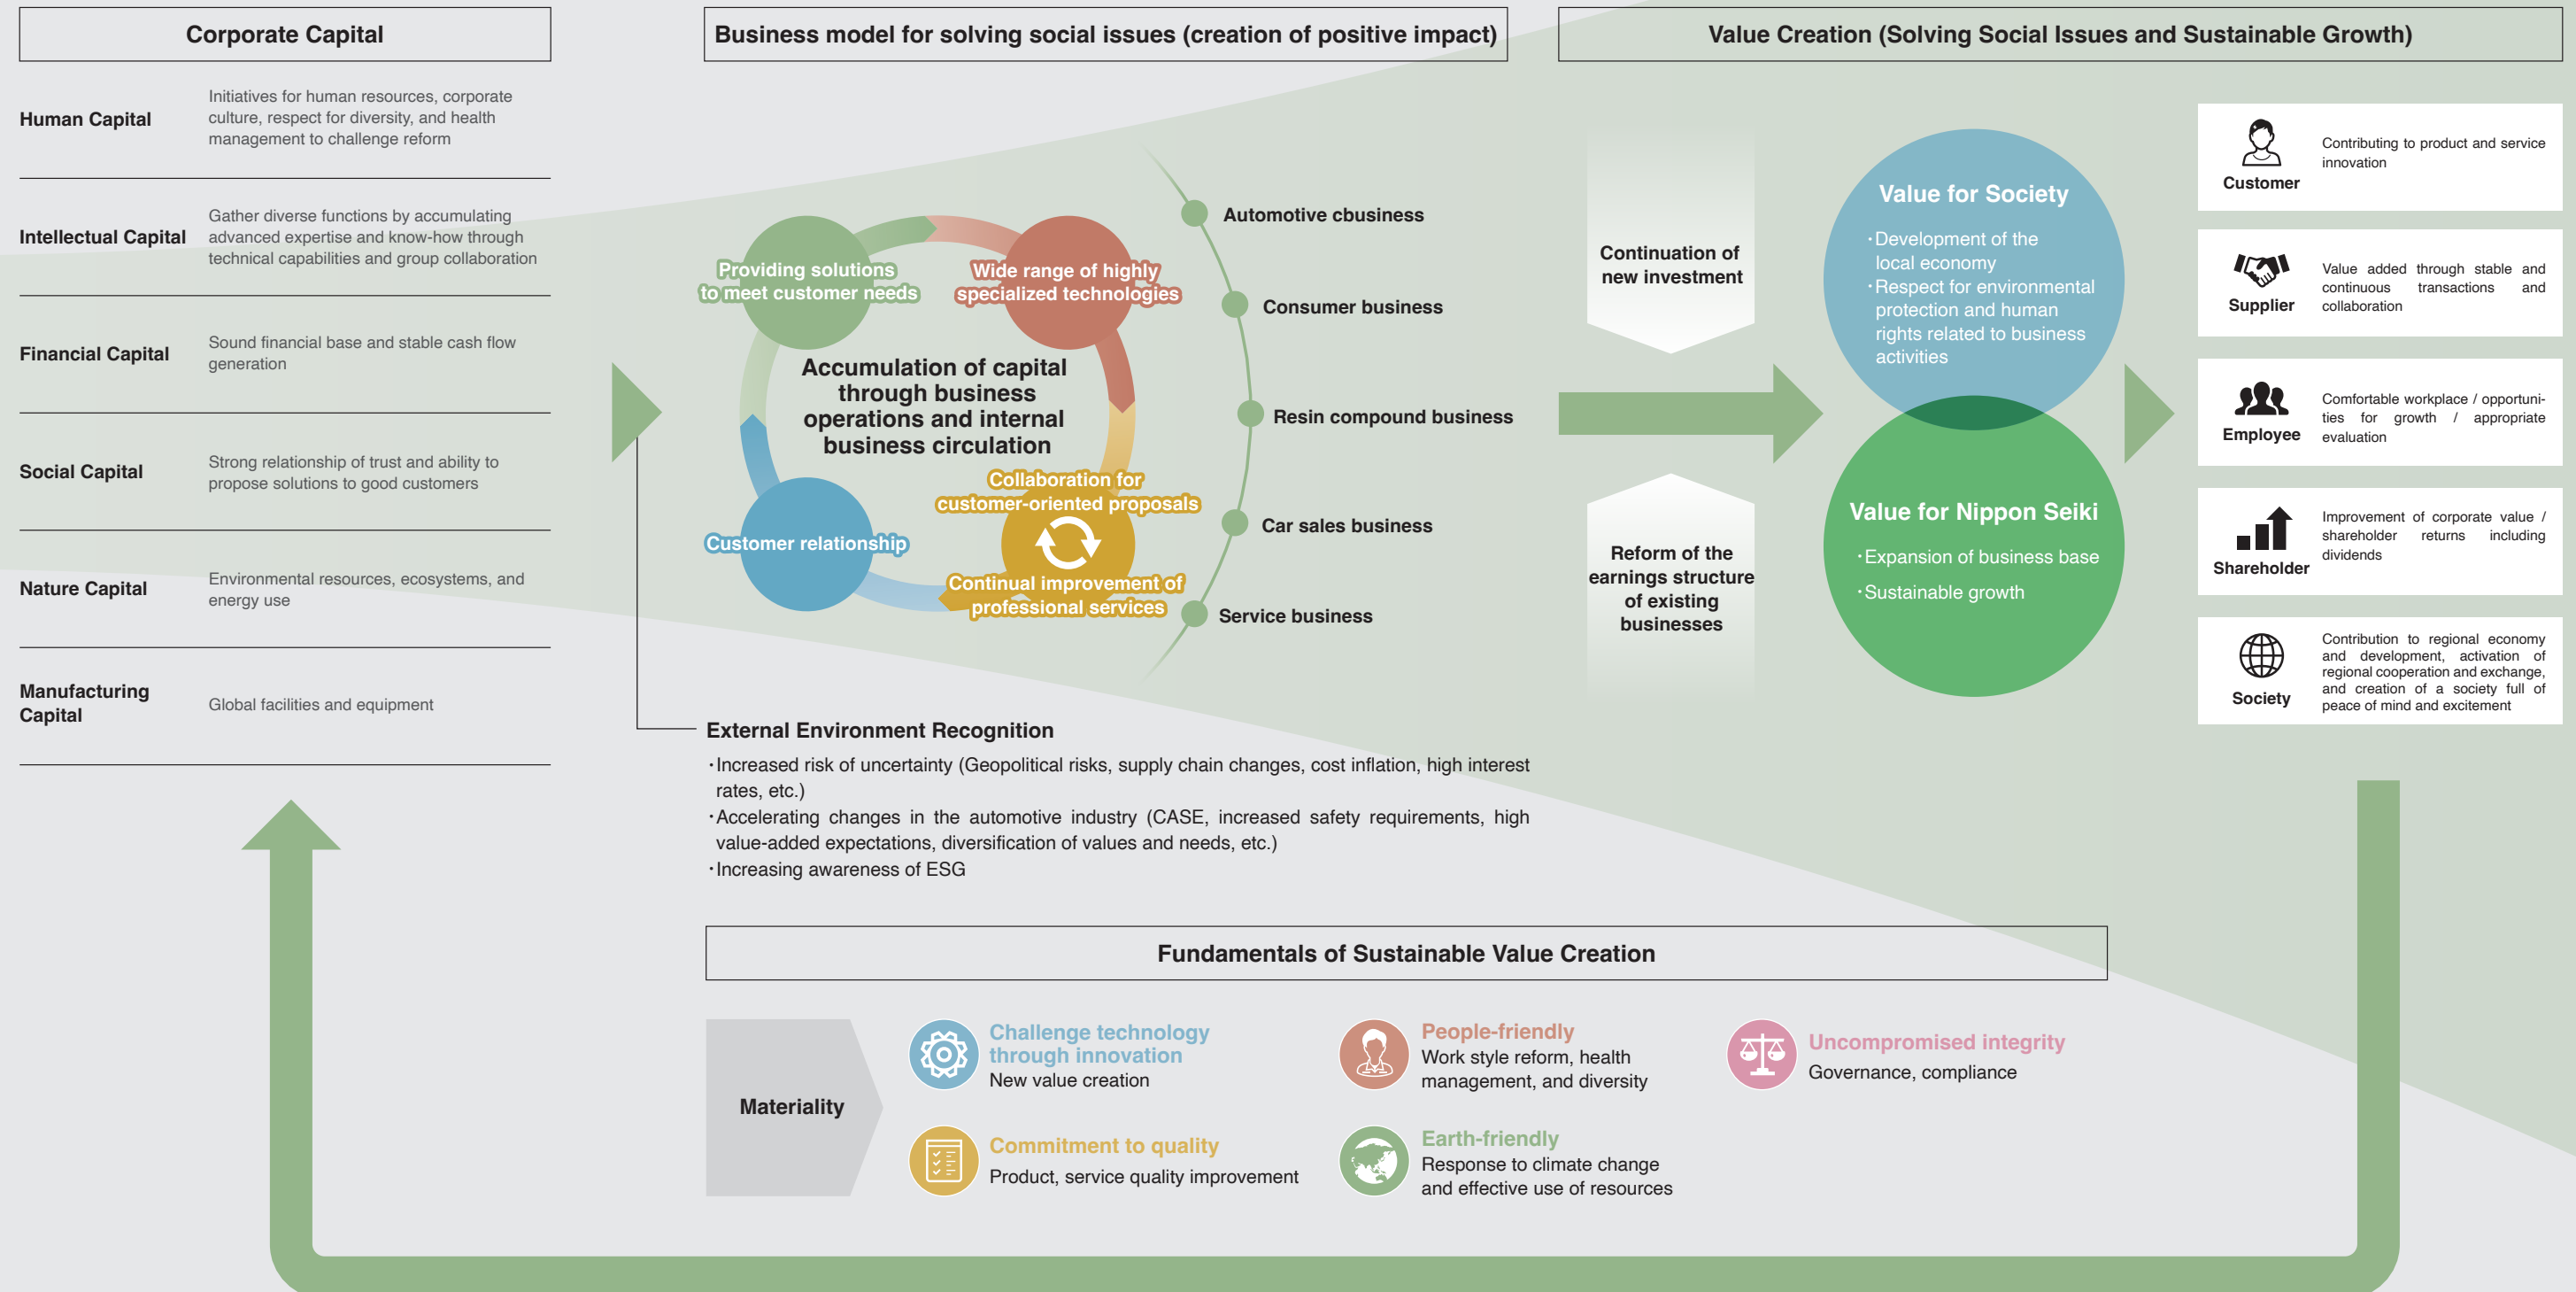 Corporate Capital
Human Capital
Initiatives for human resources, corporate
culture, respect for diversity, and health
management to challenge reform
Intellectual Capital
Gather diverse functions by accumulating
advanced expertise and know-how through
technical capabilities and group collaboration
Financial Capital
Sound financial base and stable cash flow
generation
Social Capital
Strong relationship of trust and ability to
propose solutions to good customers
Nature Capital
Environmental resources, ecosystems, and
energy use
Manufacturing
Capital
Global facilities and equipment
Business model for solving social issues (creation of positive impact)
Providing solutions
to meet customer needs
Wide range of highly
specialized technologies
Accumulation of capital
through business
operations and internal
business circulation
Collaboration for
customer-oriented proposals
Continual improvement of
professional services
Customer relationship
Automotive cbusiness
Consumer business
Resin compound business
Car sales business
Service business
External Environment Recognition
・Increased risk of uncertainty (Geopolitical risks, supply chain changes, cost inflation, high interest
rates, etc.)
・Accelerating changes in the automotive industry (CASE, increased safety requirements, high
value-added expectations, diversification of values and needs, etc.)
・Increasing awareness of ESG
Value Creation (Solving Social Issues and Sustainable Growth)
Continuation of
new investment
Reform of the
earnings structure
of existing
businesses
Value for Society
・Development of the
local economy
・Respect for environmental
protection and human
rights related to business
activities
Value for Nippon Seiki
・Expansion of business base
・Sustainable growth
Customer
Contributing to product and service
innovation
Supplier
Value added through stable and
continuous transactions and
collaboration
Employee
Comfortable workplace / opportuni-
ties for growth / appropriate
evaluation
Shareholder
Improvement of corporate value /
shareholder returns including
dividends
Society
Contribution to regional economy
and development, activation of
regional cooperation and exchange,
and creation of a society full of
peace of mind and excitement
Fundamentals of Sustainable Value Creation
Materiality
Challenge technology
through innovation
New value creation
People-friendly
Work style reform, health
management, and diversity
Uncompromised integrity
Governance, compliance
Commitment to quality
Product, service quality improvement
Earth-friendly
Response to climate change
and effective use of resources